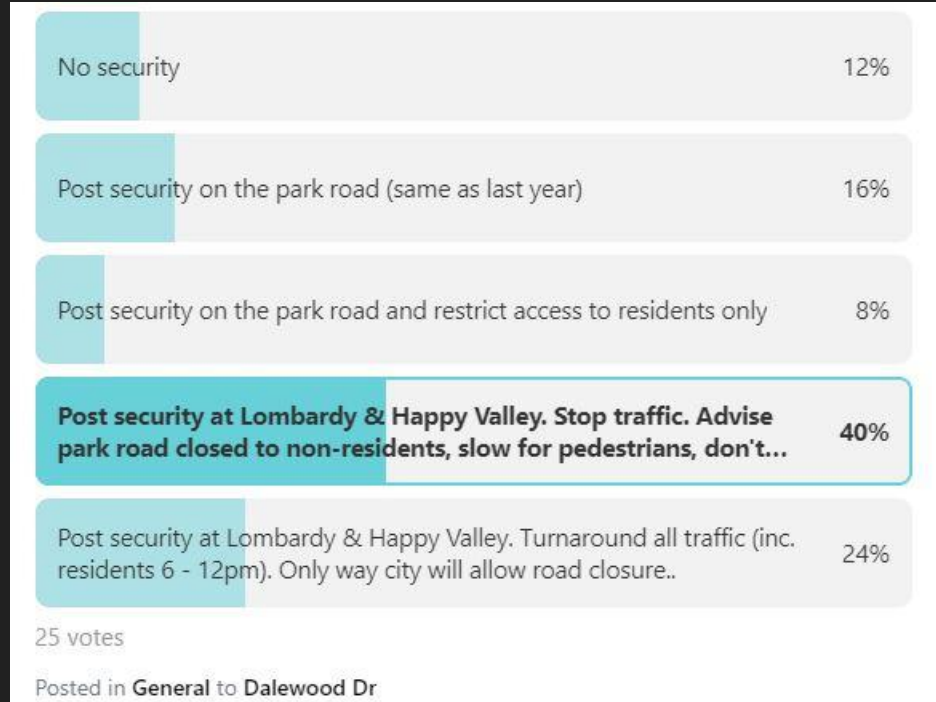 No security
12%
Post security on the park road (same as last year)
16%
Post security on the park road and restrict access to residents only
8%
Post security at Lombardy & Happy Valley. Stop traffic. Advise
park road closed to non-residents, slow for pedestrians, don't...
40%
Post security at Lombardy & Happy Valley. Turnaround all traffic (inc.
residents 6 - 12pm). Only way city will allow road closure..
24%
25 votes
Posted in General to Dalewood Dr